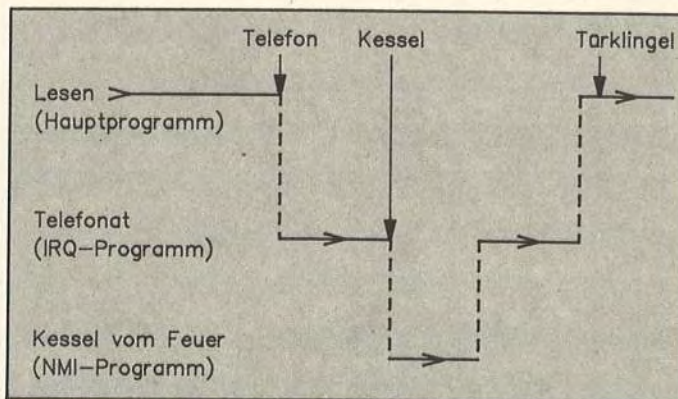 Telefon Kessel Türklingel
Lesen
(Hauptprogramm)
Telefonat
(IRQ-Programm)
Kessel vom Feuer
(NMI-Programm)